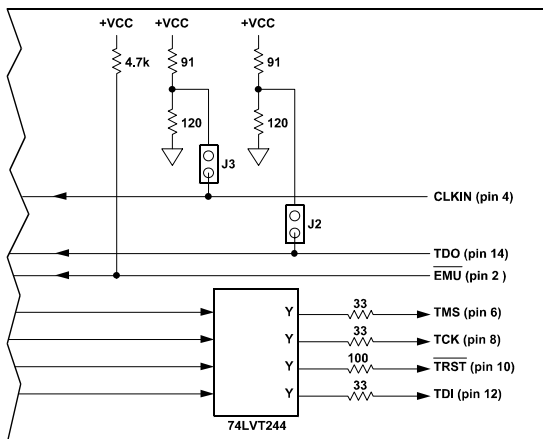 +VCC +VCC +VCC
4.7k 91 91
120 120
J3
CLKIN (pin 4)
J2
TDO (pin 14)
EMU (pin 2 )
33
Y TMS (pin 6)
33
Y TCK (pin 8)
100
Y TRST (pin 10)
33
Y TDI (pin 12)
74LVT244